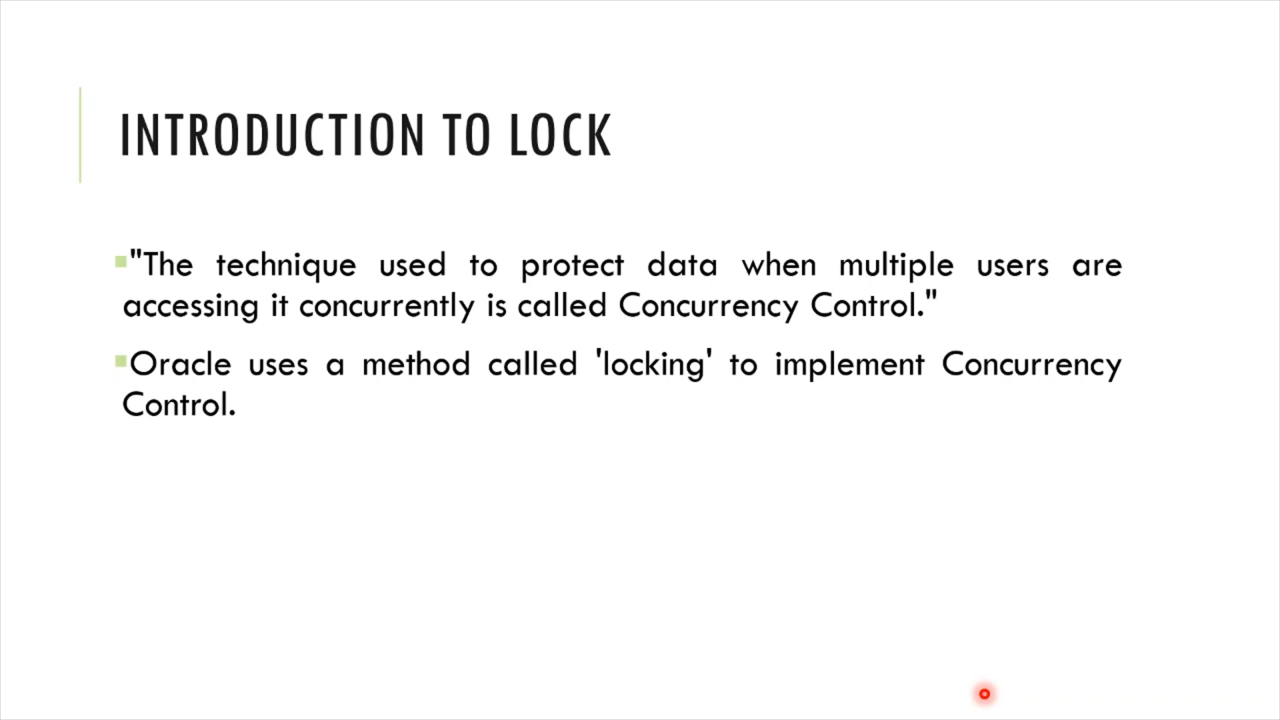 INTRODUCTION TO LOCK
"The technique used to protect data when multiple users are
accessing it concurrently is called Concurrency Control."
Oracle uses a method called 'locking' to implement Concurrency
Control.